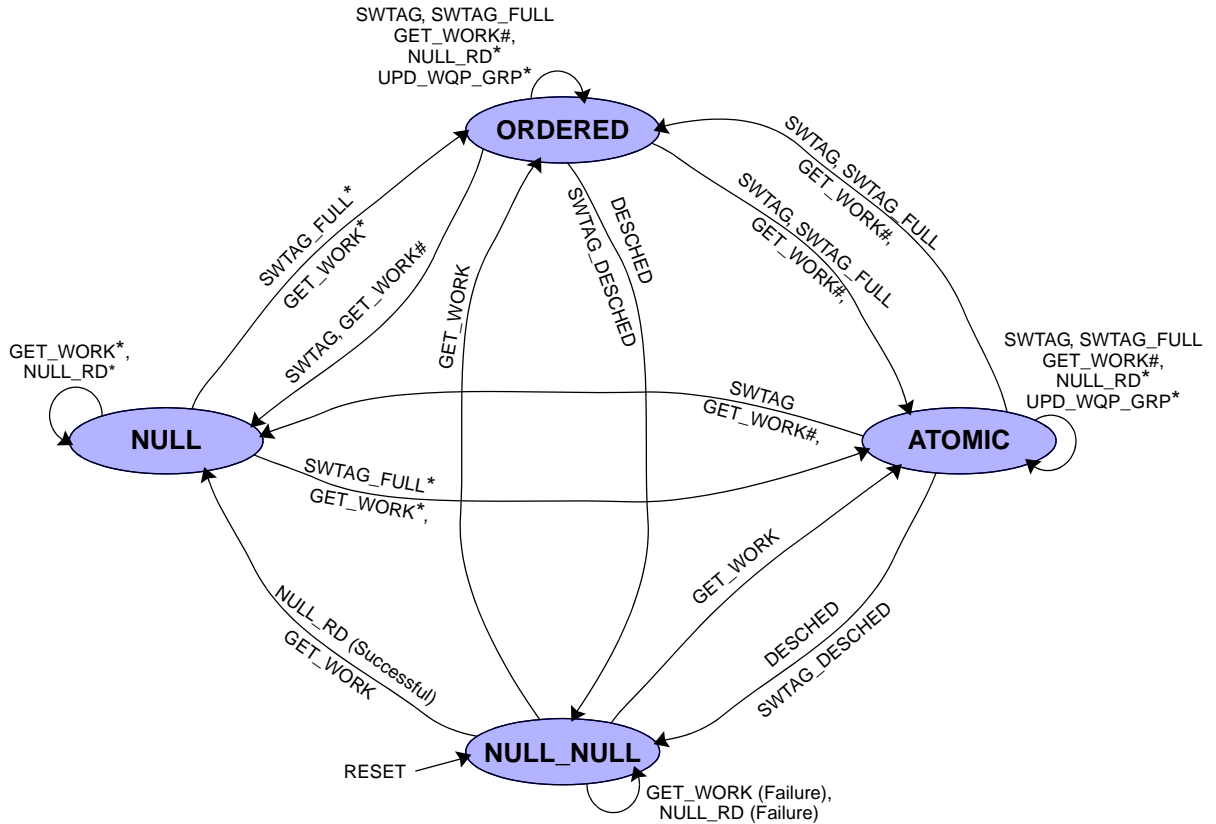 SWTAG, SWTAG_FULL
GET_WORK#,
NULL_RD*
UPD_WQP_GRP*
ORDERED
SWTAG_FULL*
GET_WORK*
SWTAG, GET_WORK#
GET_WORK
DESCHED
SWTAG_DESCHED
SWTAG, SWTAG_FULL
GET_WORK#,
SWTAG, SWTAG_FULL
GET_WORK#,
GET_WORK*,
NULL_RD*
NULL
SWTAG
GET_WORK#,
SWTAG, SWTAG_FULL
GET_WORK#,
NULL_RD*
UPD_WQP_GRP*
ATOMIC
SWTAG_FULL*
GET_WORK*,
NULL_RD (Successful)
GET_WORK
GET_WORK
DESCHED
SWTAG_DESCHED
RESET
NULL_NULL
GET_WORK (Failure),
NULL_RD (Failure)